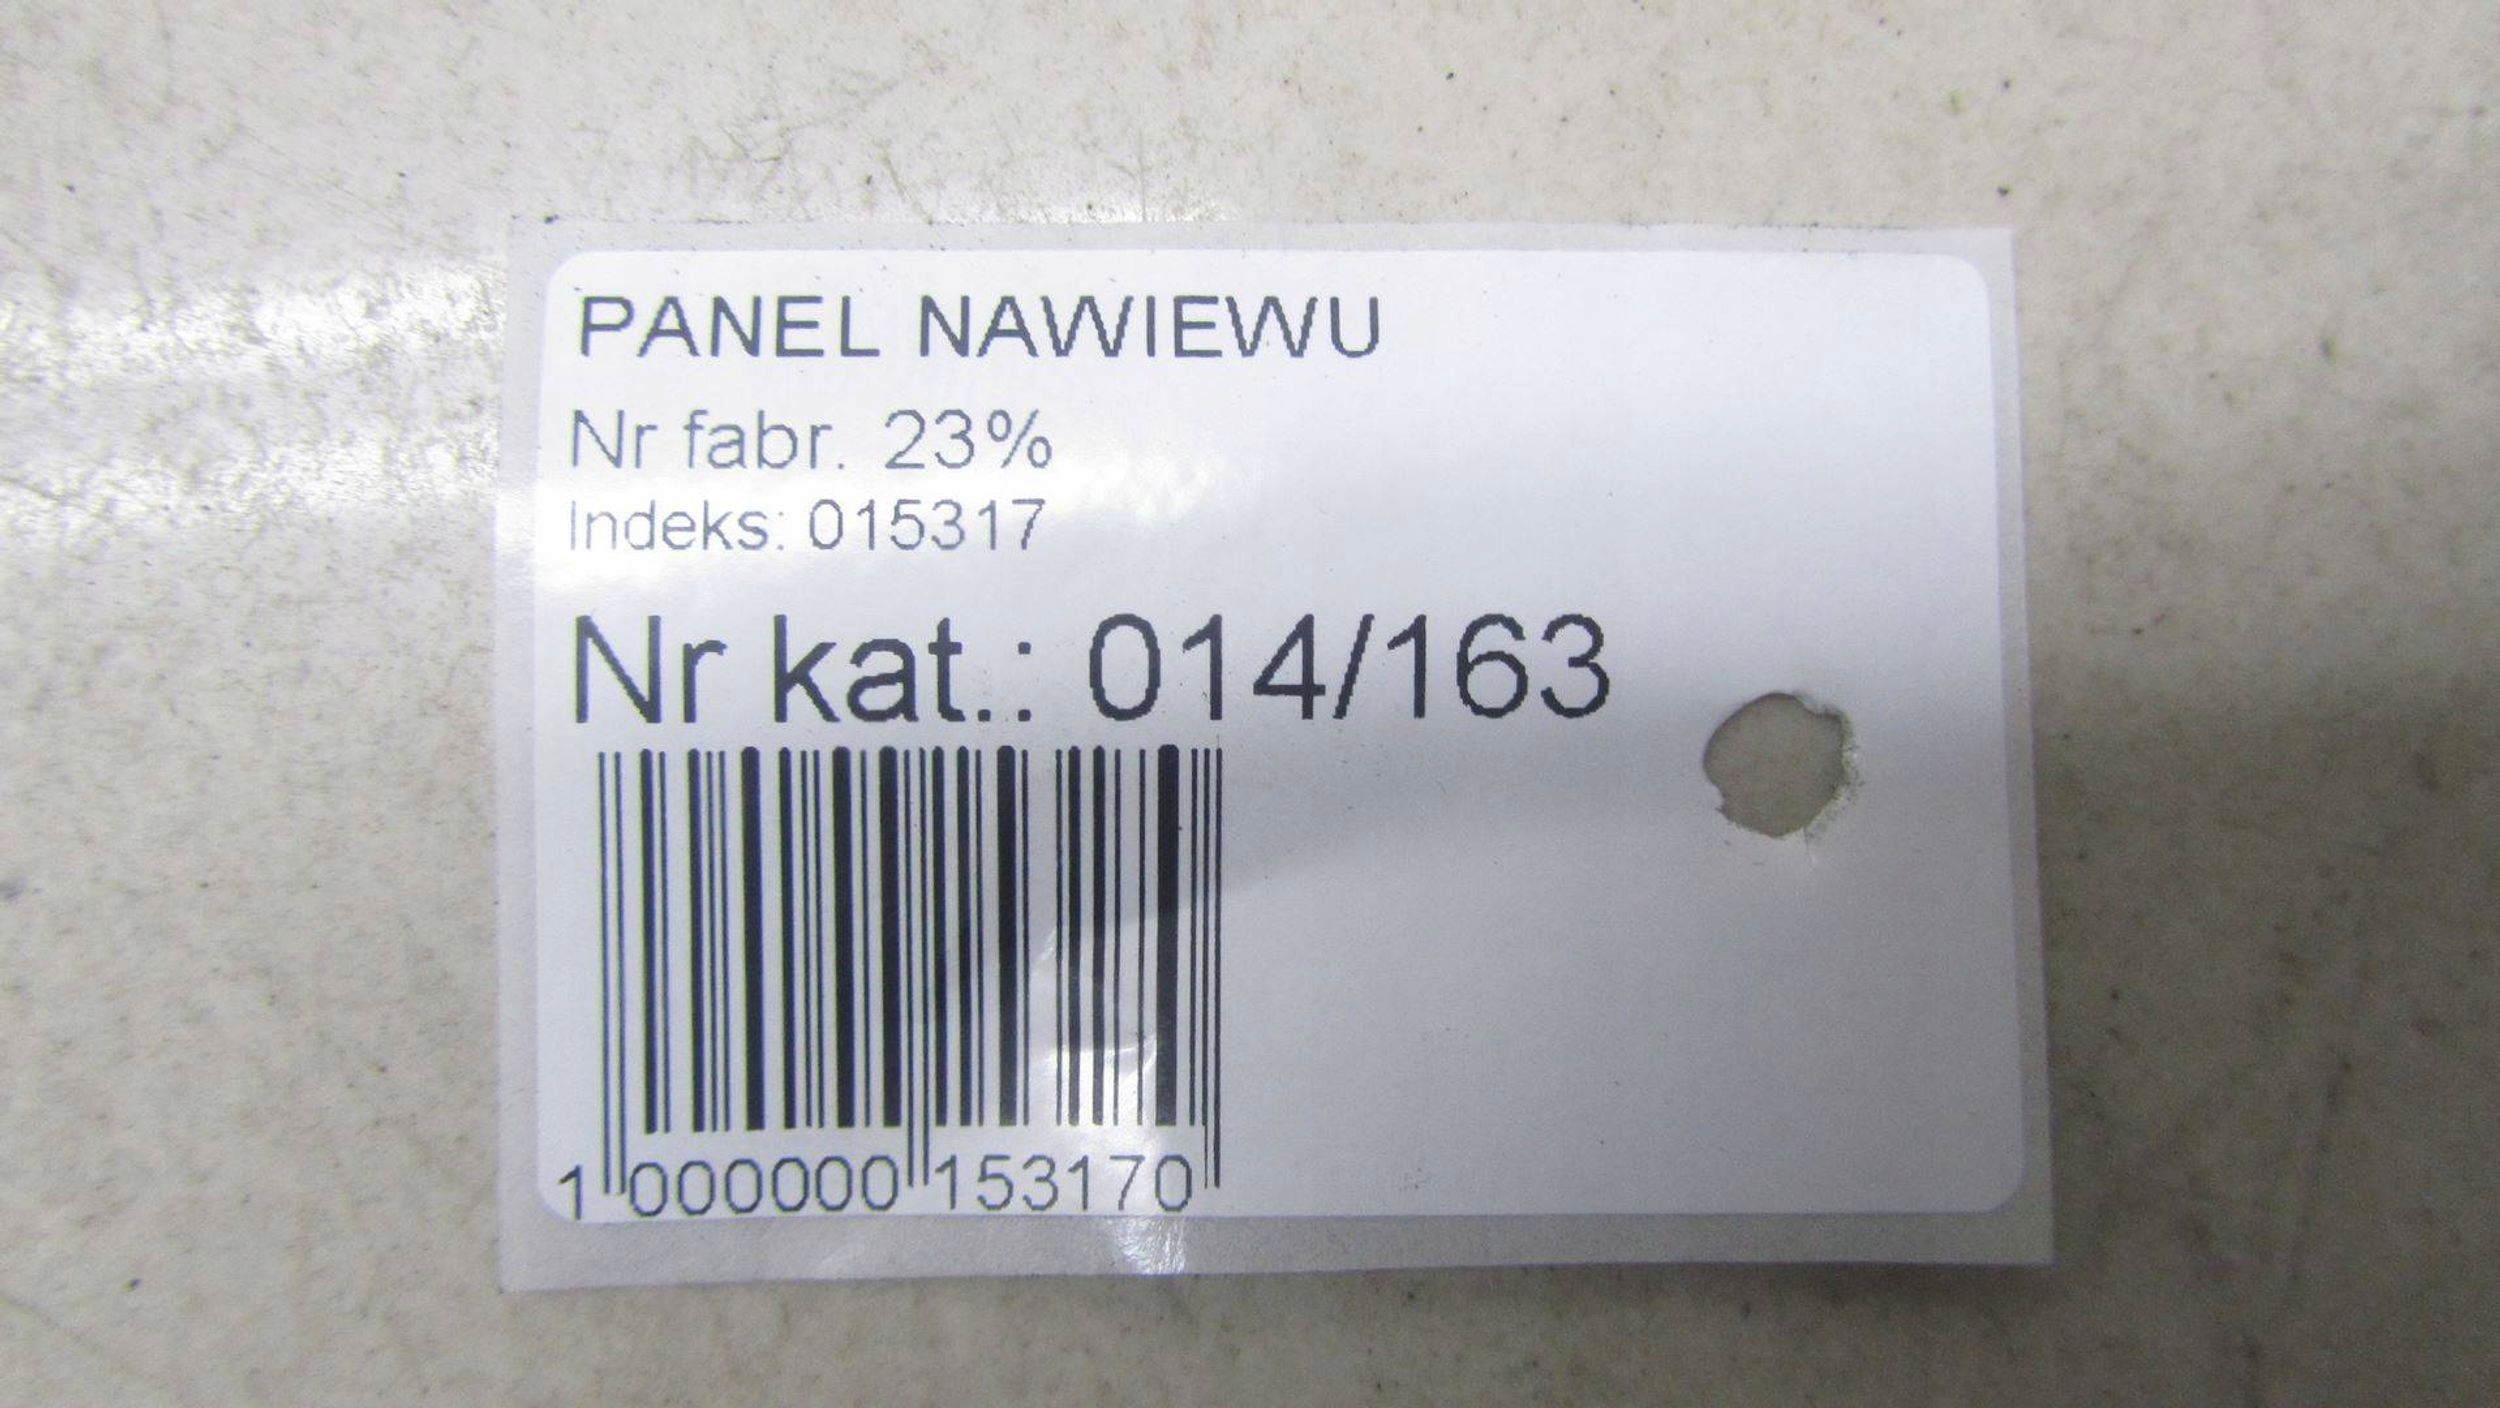 PANEL NAWIEWU
Nr fabr. 23%
Indeks: 015317
Nr kat.: 014/163
1 000000 153170